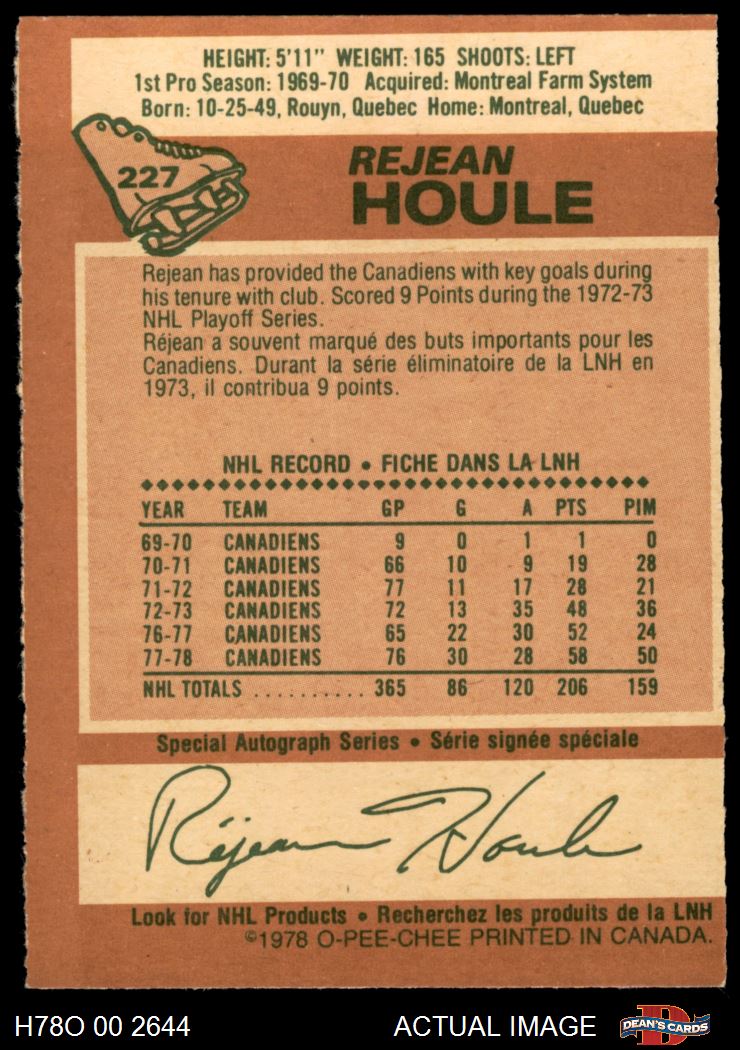 HEIGHT: 5'11" WEIGHT: 165 SHOOTS: LEFT
1st Pro Season: 1969-70 Acquired: Montreal Farm System
Born: 10-25-49, Rouyn, Quebec Home: Montreal, Quebec
227
REJEAN
HOULE
Rejean has provided the Canadiens with key goals during
his tenure with club. Scored 9 Points during the 1972-73
NHL Playoff Series.
Réjean a souvent marqué des buts importants pour les
Canadiens. Durant la série éliminatoire de la LNH en
1973, il contribua 9 points.
NHL RECORD • FICHE DANS LA LNH
YEAR TEAM GP G A PTS PIM
69-70 CANADIENS 9 0 1 1 0
70-71 CANADIENS 66 10 9 19 28
71-72 CANADIENS 77 11 17 28 21
72-73 CANADIENS 72 13 35 48 36
76-77 CANADIENS 65 22 30 52 24
77-78 CANADIENS 76 30 28 58 50
NHL TOTALS .......... 365 86 120 206 159
Special Autograph Series • Série signée spéciale
Réjean Houle
Look for NHL Products • Recherchez les produits de la LNH
©1978 O-PEE-CHEE PRINTED IN CANADA.
H78O 00 2644 ACTUAL IMAGE D DEAN'S CARDS